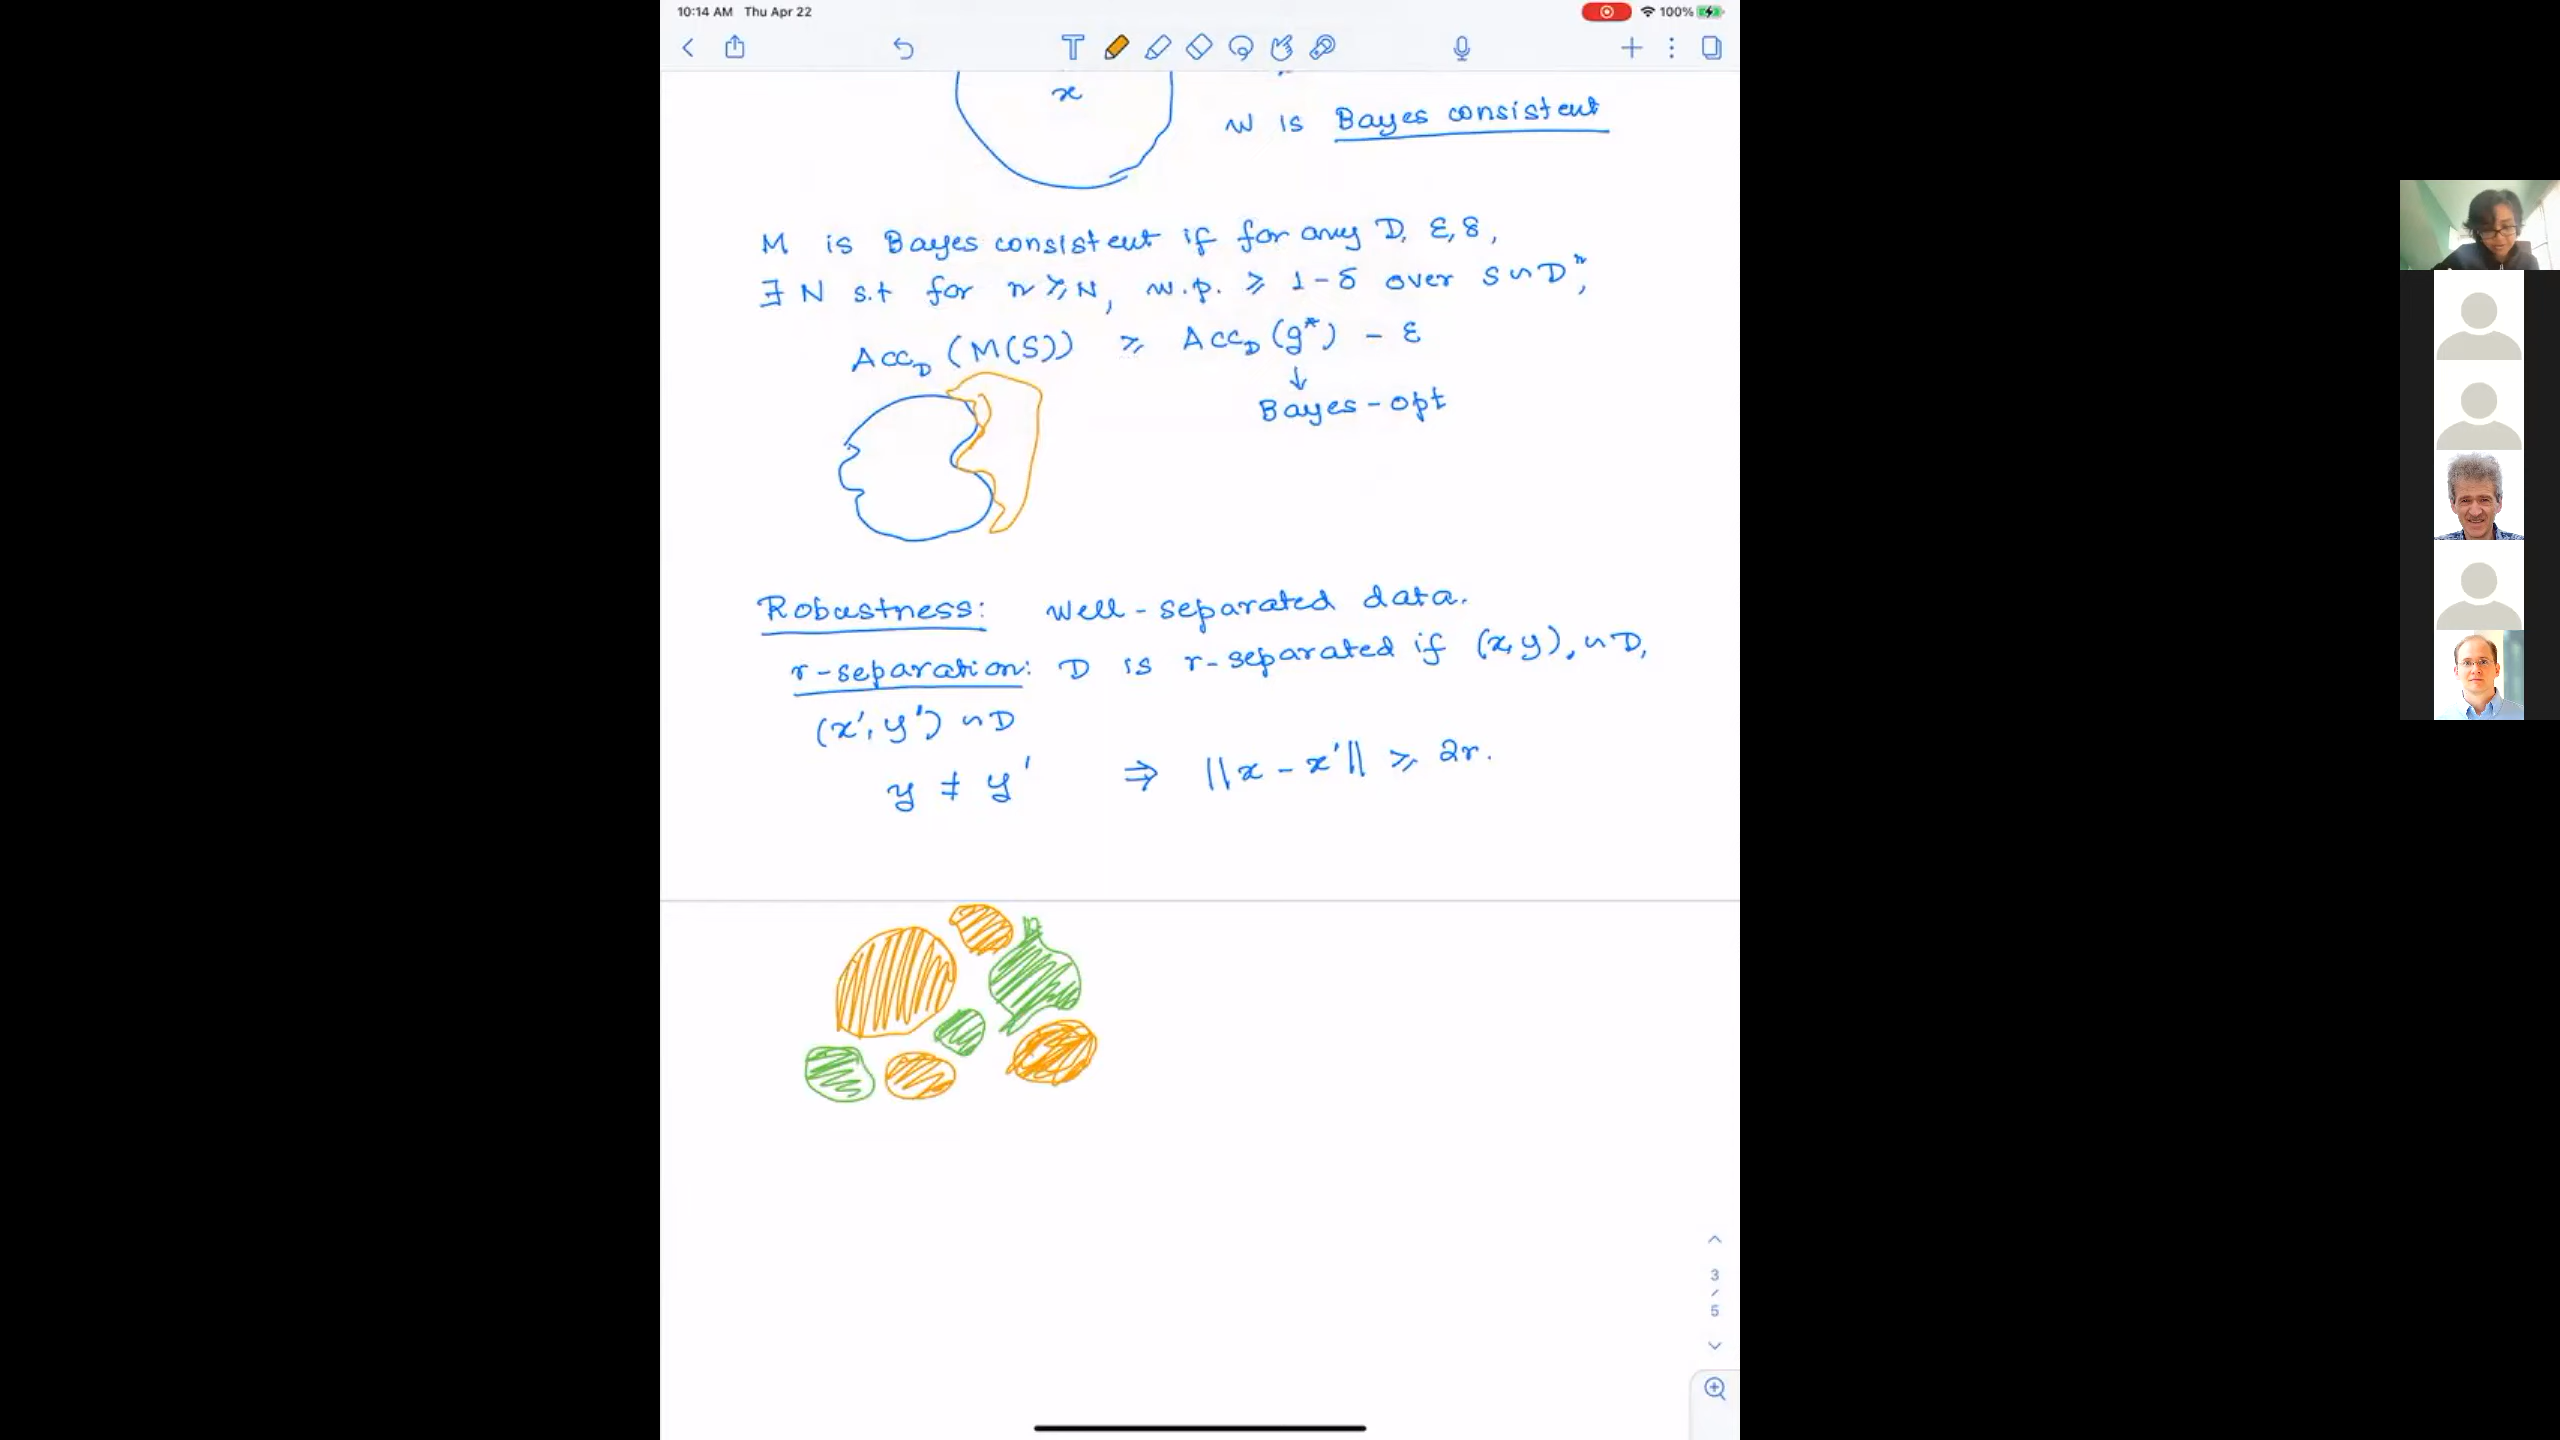 10:14 AM Thu Apr 22
100%
x
W is Bayes consistent
M is Bayes consistent if for any D, ε, δ,
∃ N s.t for n ≥ N, w.p. ≥ 1 - δ over S ~ Dⁿ,
Acc_D (M(S)) ≥ Acc_D (g*) - ε
↓
Bayes - opt
Robustness: Well - separated data.
r-separation: D is r-separated if (x, y) ~ D,
(x', y') ~ D
y ≠ y' ⇒ ||x - x'|| ≥ 2r.
3
/
5